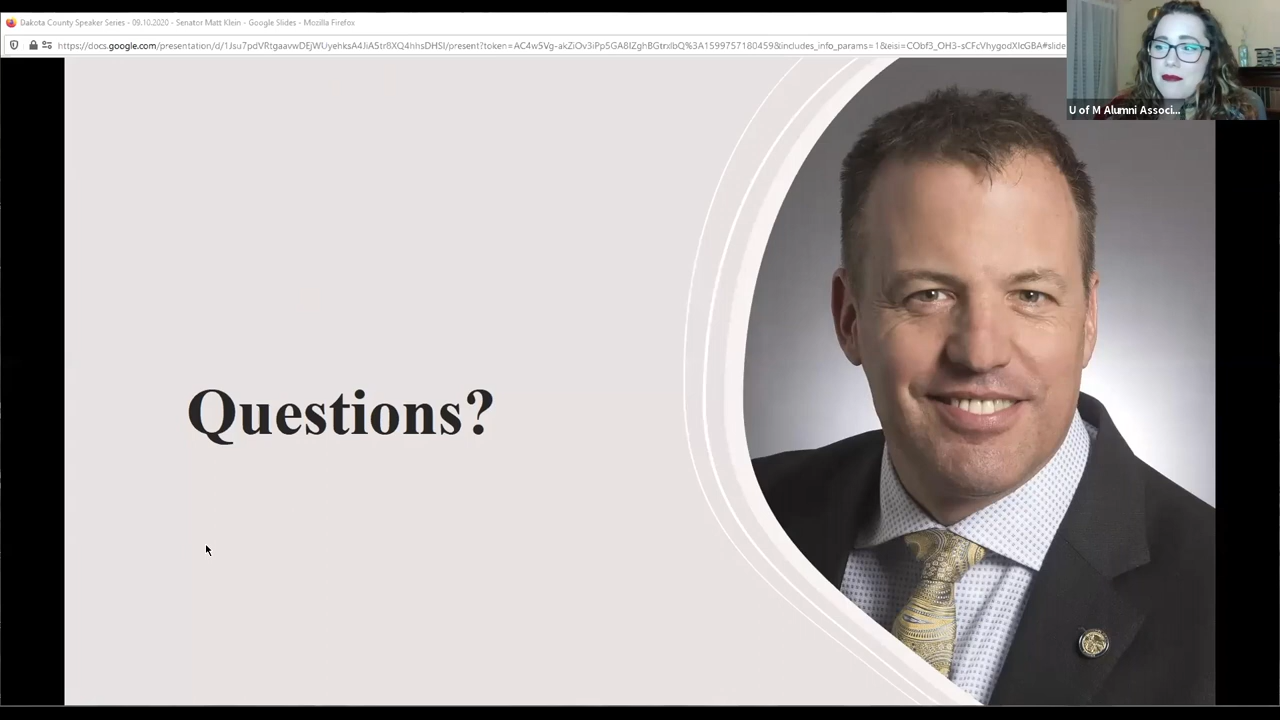 Dakota County Speaker Series - 09.10.2020 - Senator Matt Klein - Google Slides - Mozilla Firefox
U of M Alumni Associ...
Questions?